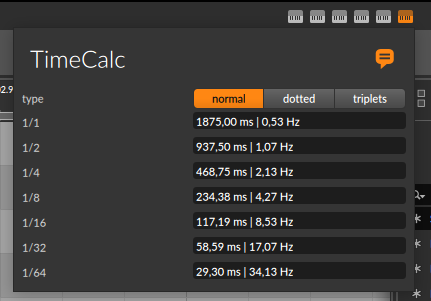 TimeCalc
02.9
type normal dotted triplets
1/1 1875,00 ms | 0,53 Hz
1/2 937,50 ms | 1,07 Hz
1/4 468,75 ms | 2,13 Hz
1/8 234,38 ms | 4,27 Hz
1/16 117,19 ms | 8,53 Hz
1/32 58,59 ms | 17,07 Hz
1/64 29,30 ms | 34,13 Hz